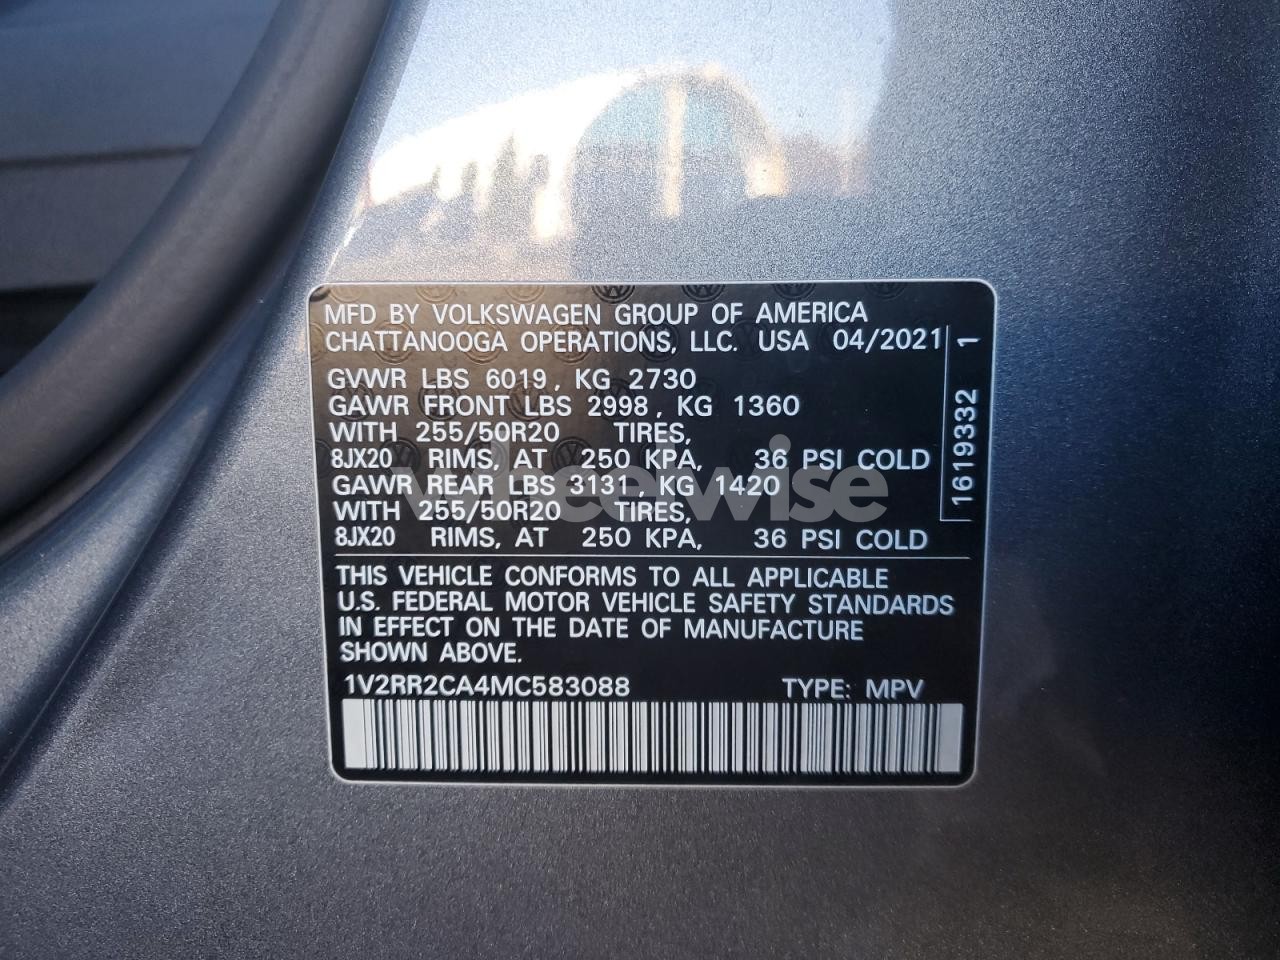 MFD BY VOLKSWAGEN GROUP OF AMERICA
CHATTANOOGA OPERATIONS, LLC. USA 04/2021
GVWR LBS 6019, KG 2730
GAWR FRONT LBS 2998, KG 1360
WITH 255/50R20 TIRES,
8JX20 RIMS, AT 250 KPA, 36 PSI COLD
GAWR REAR LBS 3131, KG 1420
WITH 255/50R20 TIRES,
8JX20 RIMS, AT 250 KPA, 36 PSI COLD
THIS VEHICLE CONFORMS TO ALL APPLICABLE
U.S. FEDERAL MOTOR VEHICLE SAFETY STANDARDS
IN EFFECT ON THE DATE OF MANUFACTURE
SHOWN ABOVE.
1V2RR2CA4MC583088 TYPE: MPV
1619332 1
wheelwise